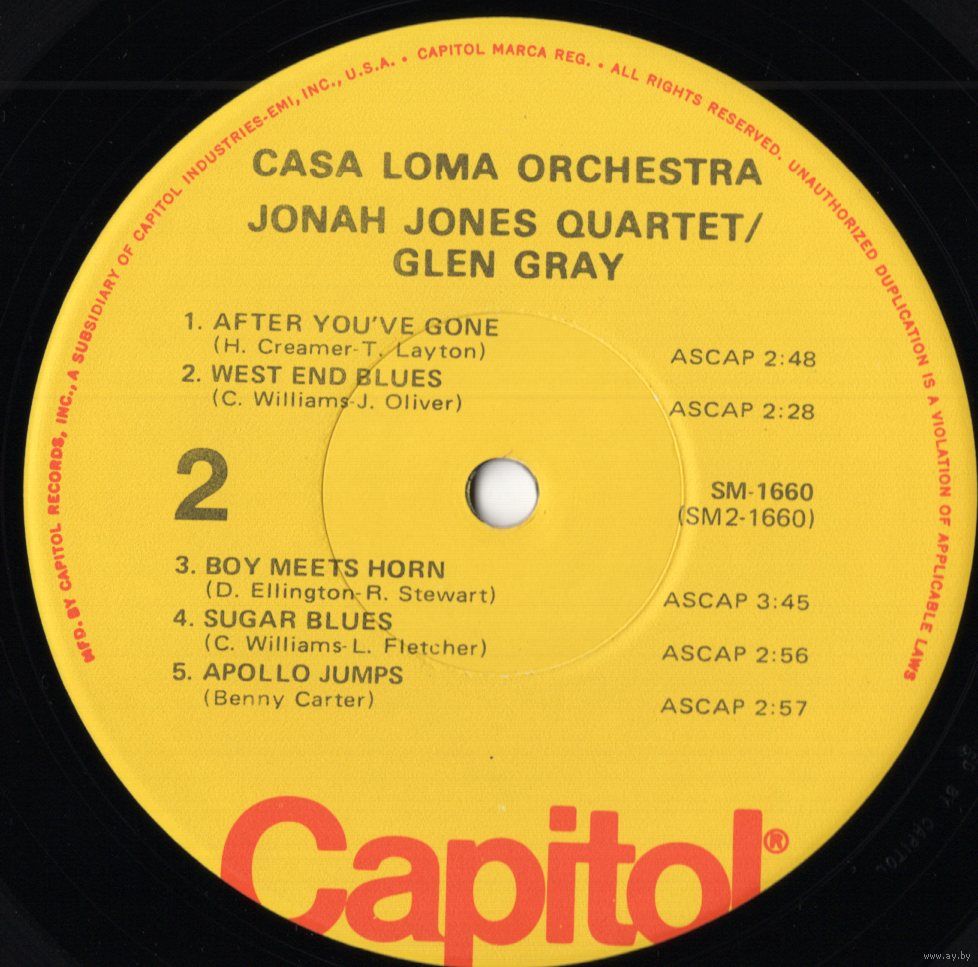 MFD. BY CAPITOL RECORDS, INC., A SUBSIDIARY OF CAPITOL INDUSTRIES-EMI, INC., U.S.A. • CAPITOL MARCA REG. • ALL RIGHTS RESERVED. UNAUTHORIZED DUPLICATION IS A VIOLATION OF APPLICABLE LAWS
CASA LOMA ORCHESTRA
JONAH JONES QUARTET/
GLEN GRAY
1. AFTER YOU'VE GONE
(H. Creamer-T. Layton) ASCAP 2:48
2. WEST END BLUES
(C. Williams-J. Oliver) ASCAP 2:28
2
SM-1660
(SM2-1660)
3. BOY MEETS HORN
(D. Ellington-R. Stewart) ASCAP 3:45
4. SUGAR BLUES
(C. Williams-L. Fletcher) ASCAP 2:56
5. APOLLO JUMPS
(Benny Carter) ASCAP 2:57
Capitol®
www.ay.by